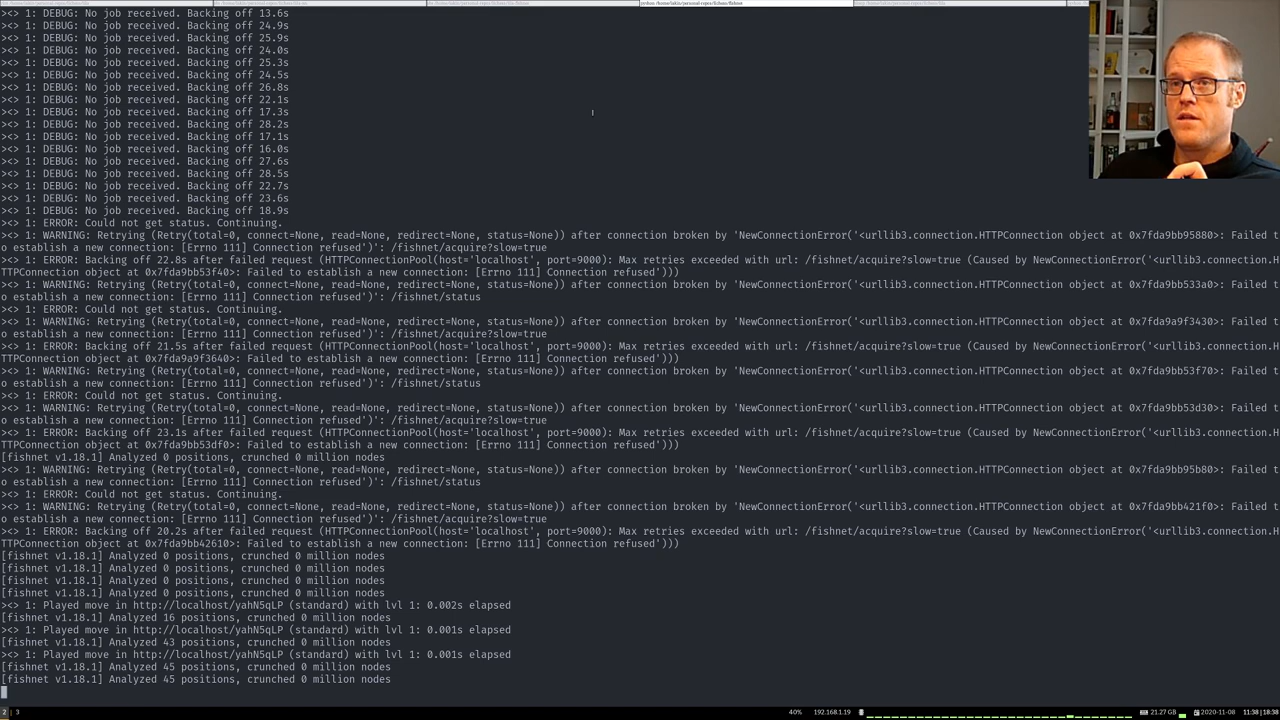 ><> 1: DEBUG: No job received. Backing off 13.6s
><> 1: DEBUG: No job received. Backing off 24.9s
><> 1: DEBUG: No job received. Backing off 25.9s
><> 1: DEBUG: No job received. Backing off 24.0s
><> 1: DEBUG: No job received. Backing off 25.3s
><> 1: DEBUG: No job received. Backing off 24.5s
><> 1: DEBUG: No job received. Backing off 26.8s
><> 1: DEBUG: No job received. Backing off 22.1s
><> 1: DEBUG: No job received. Backing off 17.3s
><> 1: DEBUG: No job received. Backing off 28.2s
><> 1: DEBUG: No job received. Backing off 17.1s
><> 1: DEBUG: No job received. Backing off 16.0s
><> 1: DEBUG: No job received. Backing off 27.6s
><> 1: DEBUG: No job received. Backing off 28.5s
><> 1: DEBUG: No job received. Backing off 22.7s
><> 1: DEBUG: No job received. Backing off 23.6s
><> 1: DEBUG: No job received. Backing off 18.9s
><> 1: ERROR: Could not get status. Continuing.
><> 1: WARNING: Retrying (Retry(total=0, connect=None, read=None, redirect=None, status=None)) after connection broken by 'NewConnectionError('<urllib3.connection.HTTPConnection object at 0x7fda9bb95880>: Failed t
o establish a new connection: [Errno 111] Connection refused')': /fishnet/acquire?slow=true
><> 1: ERROR: Backing off 22.8s after failed request (HTTPConnectionPool(host='localhost', port=9000): Max retries exceeded with url: /fishnet/acquire?slow=true (Caused by NewConnectionError('<urllib3.connection.H
TTPConnection object at 0x7fda9bb53f40>: Failed to establish a new connection: [Errno 111] Connection refused')))
><> 1: WARNING: Retrying (Retry(total=0, connect=None, read=None, redirect=None, status=None)) after connection broken by 'NewConnectionError('<urllib3.connection.HTTPConnection object at 0x7fda9bb533a0>: Failed t
o establish a new connection: [Errno 111] Connection refused')': /fishnet/status
><> 1: ERROR: Could not get status. Continuing.
><> 1: WARNING: Retrying (Retry(total=0, connect=None, read=None, redirect=None, status=None)) after connection broken by 'NewConnectionError('<urllib3.connection.HTTPConnection object at 0x7fda9a9f3430>: Failed t
o establish a new connection: [Errno 111] Connection refused')': /fishnet/acquire?slow=true
><> 1: ERROR: Backing off 21.5s after failed request (HTTPConnectionPool(host='localhost', port=9000): Max retries exceeded with url: /fishnet/acquire?slow=true (Caused by NewConnectionError('<urllib3.connection.H
TTPConnection object at 0x7fda9a9f3640>: Failed to establish a new connection: [Errno 111] Connection refused')))
><> 1: WARNING: Retrying (Retry(total=0, connect=None, read=None, redirect=None, status=None)) after connection broken by 'NewConnectionError('<urllib3.connection.HTTPConnection object at 0x7fda9bb53f70>: Failed t
o establish a new connection: [Errno 111] Connection refused')': /fishnet/status
><> 1: ERROR: Could not get status. Continuing.
><> 1: WARNING: Retrying (Retry(total=0, connect=None, read=None, redirect=None, status=None)) after connection broken by 'NewConnectionError('<urllib3.connection.HTTPConnection object at 0x7fda9bb53d30>: Failed t
o establish a new connection: [Errno 111] Connection refused')': /fishnet/acquire?slow=true
><> 1: ERROR: Backing off 23.1s after failed request (HTTPConnectionPool(host='localhost', port=9000): Max retries exceeded with url: /fishnet/acquire?slow=true (Caused by NewConnectionError('<urllib3.connection.H
TTPConnection object at 0x7fda9bb53df0>: Failed to establish a new connection: [Errno 111] Connection refused')))
[fishnet v1.18.1] Analyzed 0 positions, crunched 0 million nodes
><> 1: WARNING: Retrying (Retry(total=0, connect=None, read=None, redirect=None, status=None)) after connection broken by 'NewConnectionError('<urllib3.connection.HTTPConnection object at 0x7fda9bb95b80>: Failed t
o establish a new connection: [Errno 111] Connection refused')': /fishnet/status
><> 1: ERROR: Could not get status. Continuing.
><> 1: WARNING: Retrying (Retry(total=0, connect=None, read=None, redirect=None, status=None)) after connection broken by 'NewConnectionError('<urllib3.connection.HTTPConnection object at 0x7fda9bb421f0>: Failed t
o establish a new connection: [Errno 111] Connection refused')': /fishnet/acquire?slow=true
><> 1: ERROR: Backing off 20.2s after failed request (HTTPConnectionPool(host='localhost', port=9000): Max retries exceeded with url: /fishnet/acquire?slow=true (Caused by NewConnectionError('<urllib3.connection.H
TTPConnection object at 0x7fda9bb42610>: Failed to establish a new connection: [Errno 111] Connection refused')))
[fishnet v1.18.1] Analyzed 0 positions, crunched 0 million nodes
[fishnet v1.18.1] Analyzed 0 positions, crunched 0 million nodes
[fishnet v1.18.1] Analyzed 0 positions, crunched 0 million nodes
[fishnet v1.18.1] Analyzed 0 positions, crunched 0 million nodes
><> 1: Played move in http://localhost/yahN5qLP (standard) with lvl 1: 0.002s elapsed
[fishnet v1.18.1] Analyzed 16 positions, crunched 0 million nodes
><> 1: Played move in http://localhost/yahN5qLP (standard) with lvl 1: 0.001s elapsed
[fishnet v1.18.1] Analyzed 43 positions, crunched 0 million nodes
><> 1: Played move in http://localhost/yahN5qLP (standard) with lvl 1: 0.001s elapsed
[fishnet v1.18.1] Analyzed 45 positions, crunched 0 million nodes
[fishnet v1.18.1] Analyzed 45 positions, crunched 0 million nodes
2 3 40% 192.168.1.19 21.27 GB 2020-11-08 11:38 18:38